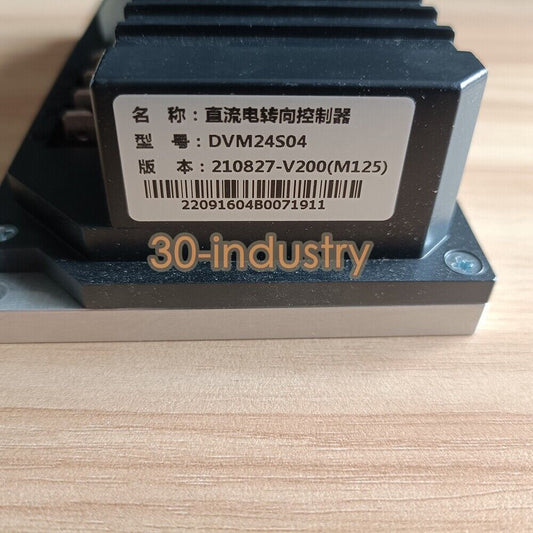 名 称：直流电转向控制器
型 号：DVM24S04
版 本：210827-V200(M125)
22091604B0071911
30-industry